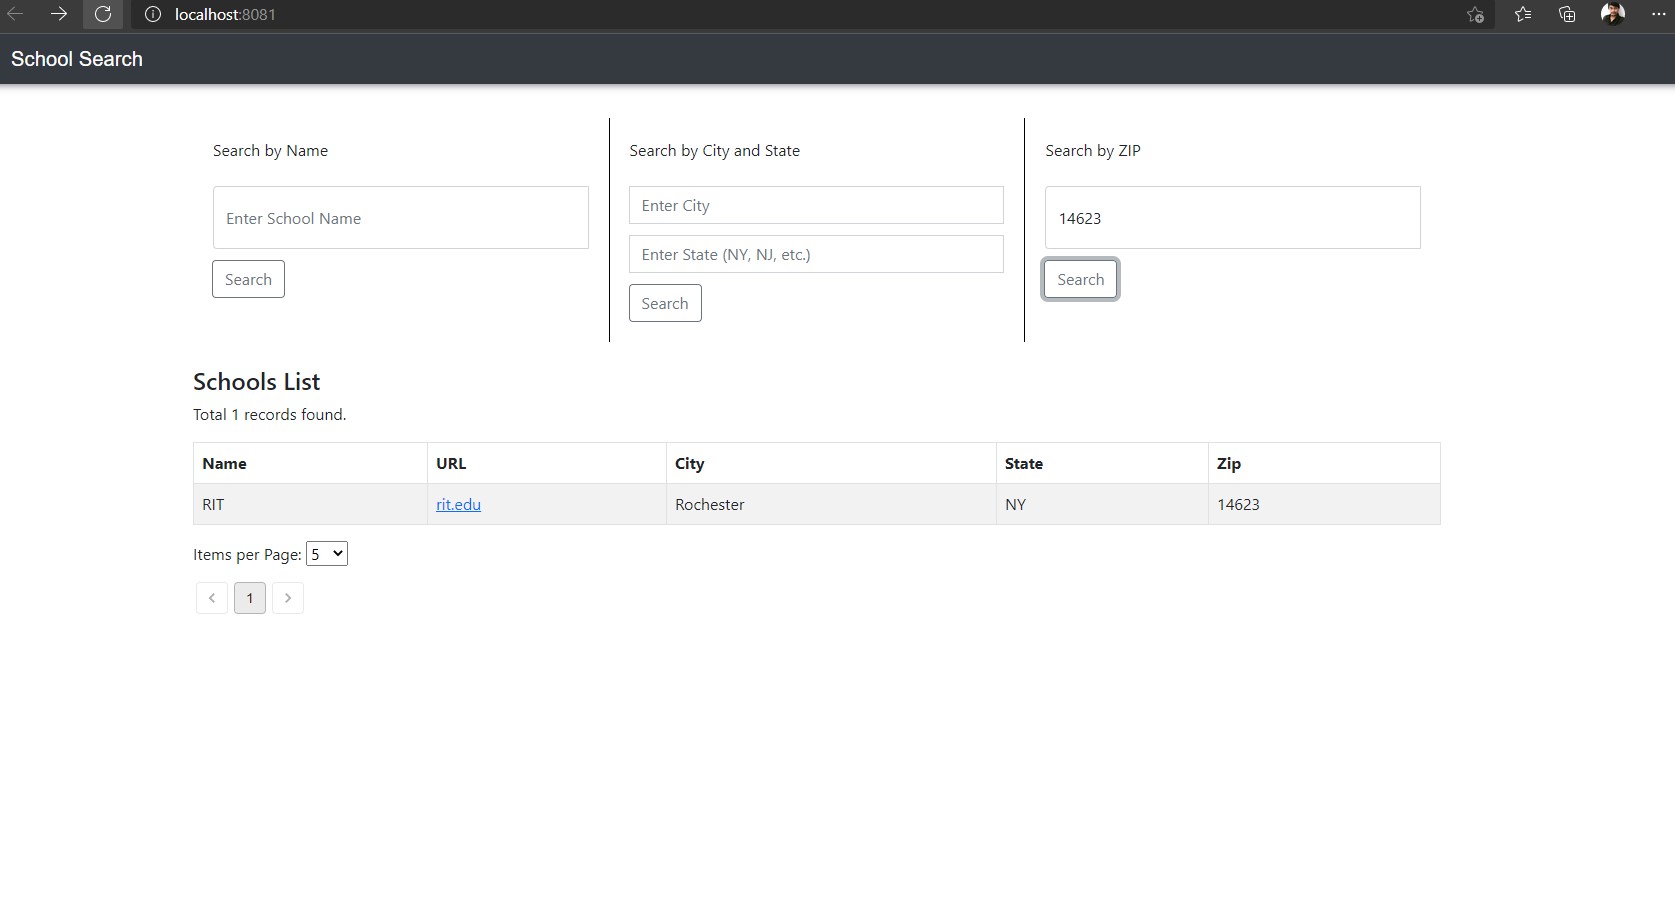 localhost:8081
School Search
Search by Name
Enter School Name
Search
Search by City and State
Enter City
Enter State (NY, NJ, etc.)
Search
Search by ZIP
14623
Search
Schools List
Total 1 records found.
Name URL City State Zip
RIT rit.edu Rochester NY 14623
Items per Page: 5
1